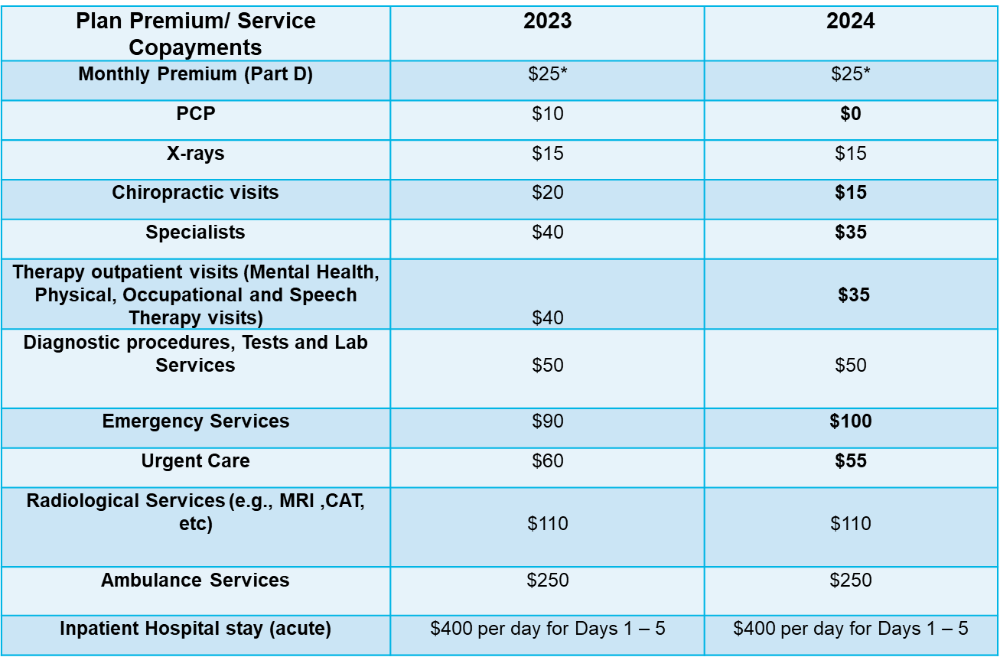 Plan Premium/ Service
Copayments
2023
2024
Monthly Premium (Part D)
$25*
$25*
PCP
$10
$0
X-rays
$15
$15
Chiropractic visits
$20
$15
Specialists
$40
$35
Therapy outpatient visits (Mental Health,
Physical, Occupational and Speech
Therapy visits)
$40
$35
Diagnostic procedures, Tests and Lab
Services
$50
$50
Emergency Services
$90
$100
Urgent Care
$60
$55
Radiological Services (e.g., MRI ,CAT,
etc)
$110
$110
Ambulance Services
$250
$250
Inpatient Hospital stay (acute)
$400 per day for Days 1 – 5
$400 per day for Days 1 – 5